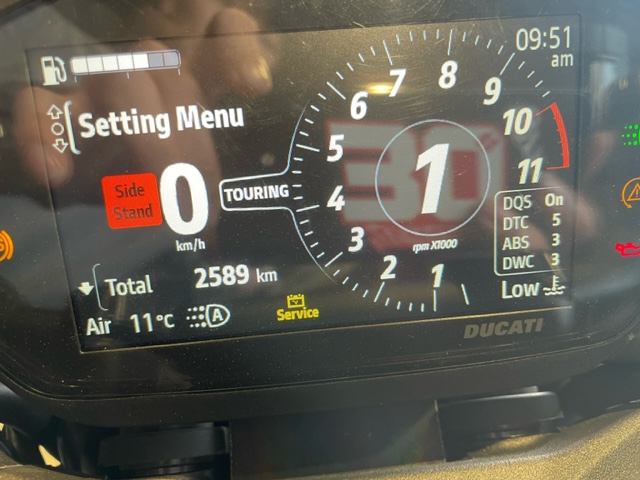 09:51
am
Setting Menu
Side
Stand
0
km/h
TOURING
1
2
3
4
5
6
7
8
9
10
11
1
rpm X1000
DQS On
DTC 5
ABS 3
DWC 3
Total 2589 km
Low
Air 11°C
A
Service
DUCATI